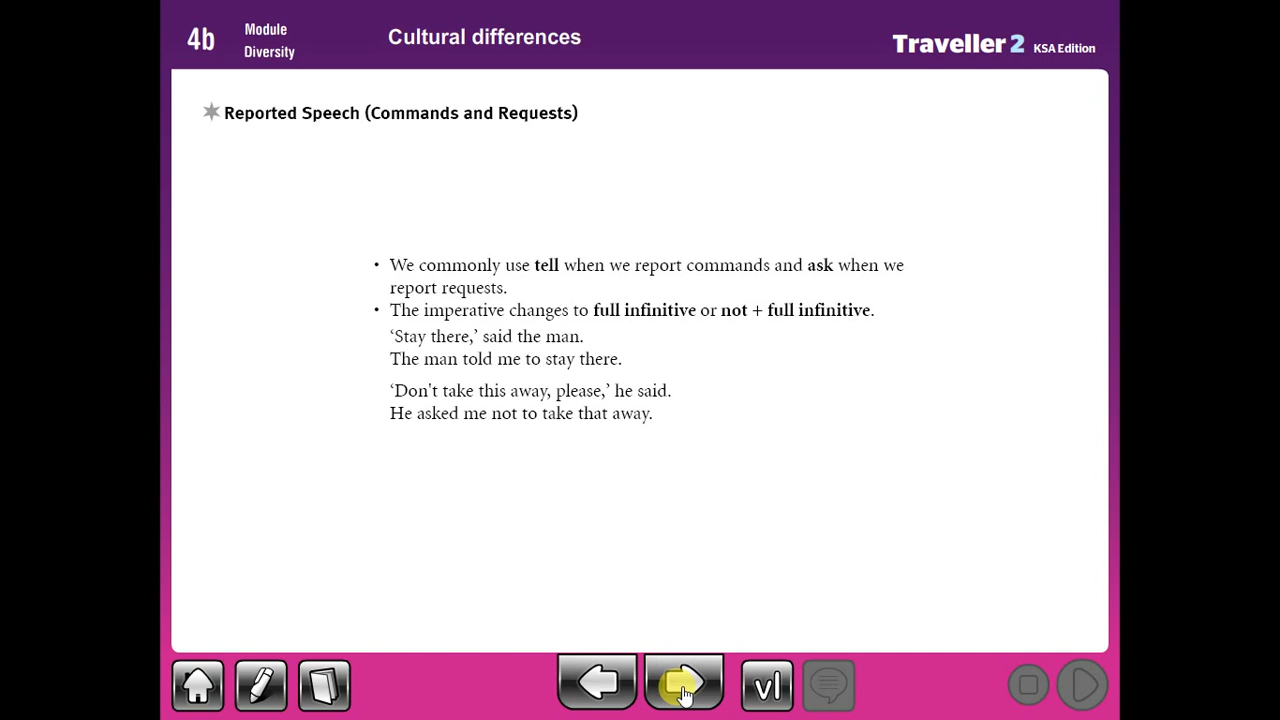 4b
Module
Diversity
Cultural differences
Traveller 2 KSA Edition
Reported Speech (Commands and Requests)
• We commonly use tell when we report commands and ask when we
report requests.
• The imperative changes to full infinitive or not + full infinitive.
‘Stay there,’ said the man.
The man told me to stay there.
‘Don't take this away, please,’ he said.
He asked me not to take that away.
vl